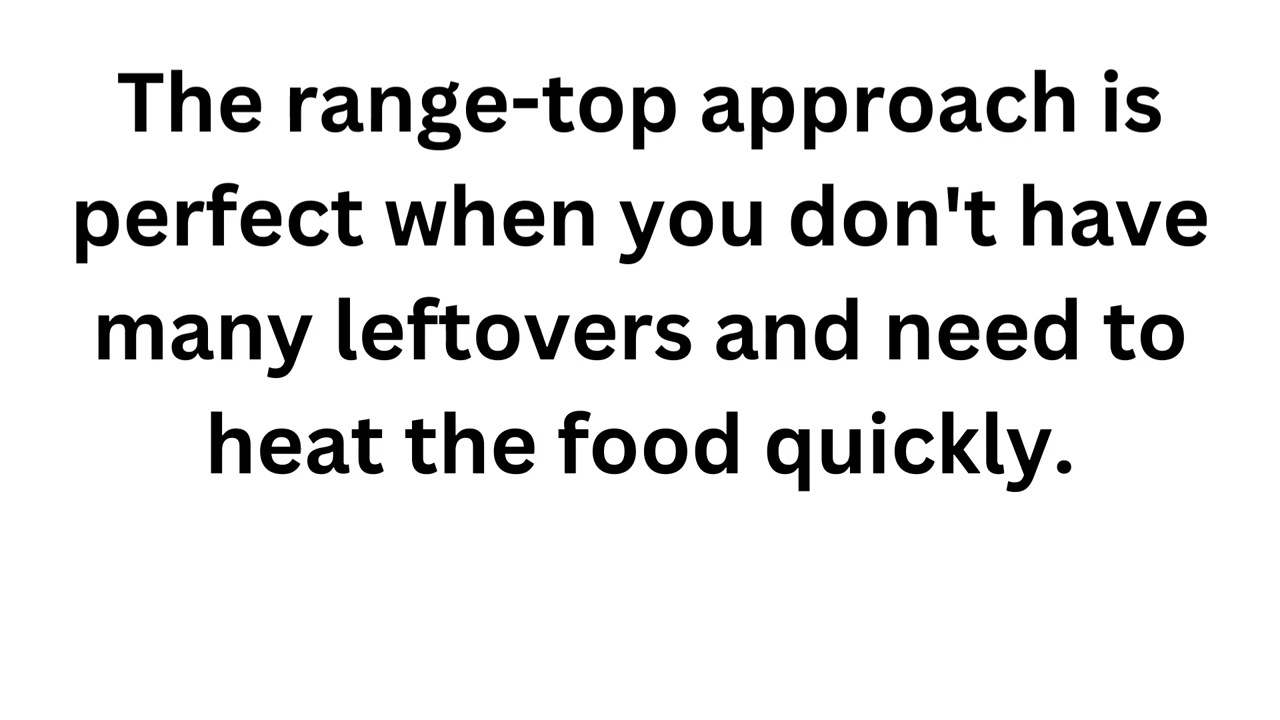 The range-top approach is
perfect when you don't have
many leftovers and need to
heat the food quickly.